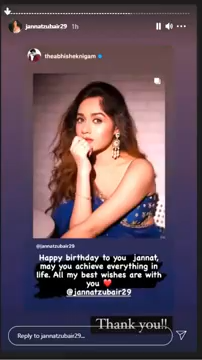 jannatzubair29 1h
theabhisheknigam
@jannatzubair29
Happy birthday to you jannat,
may you achieve everything in
life. All my best wishes are with
you ❤️
@jannatzubair29
Thank you!!
Reply to jannatzubair29...